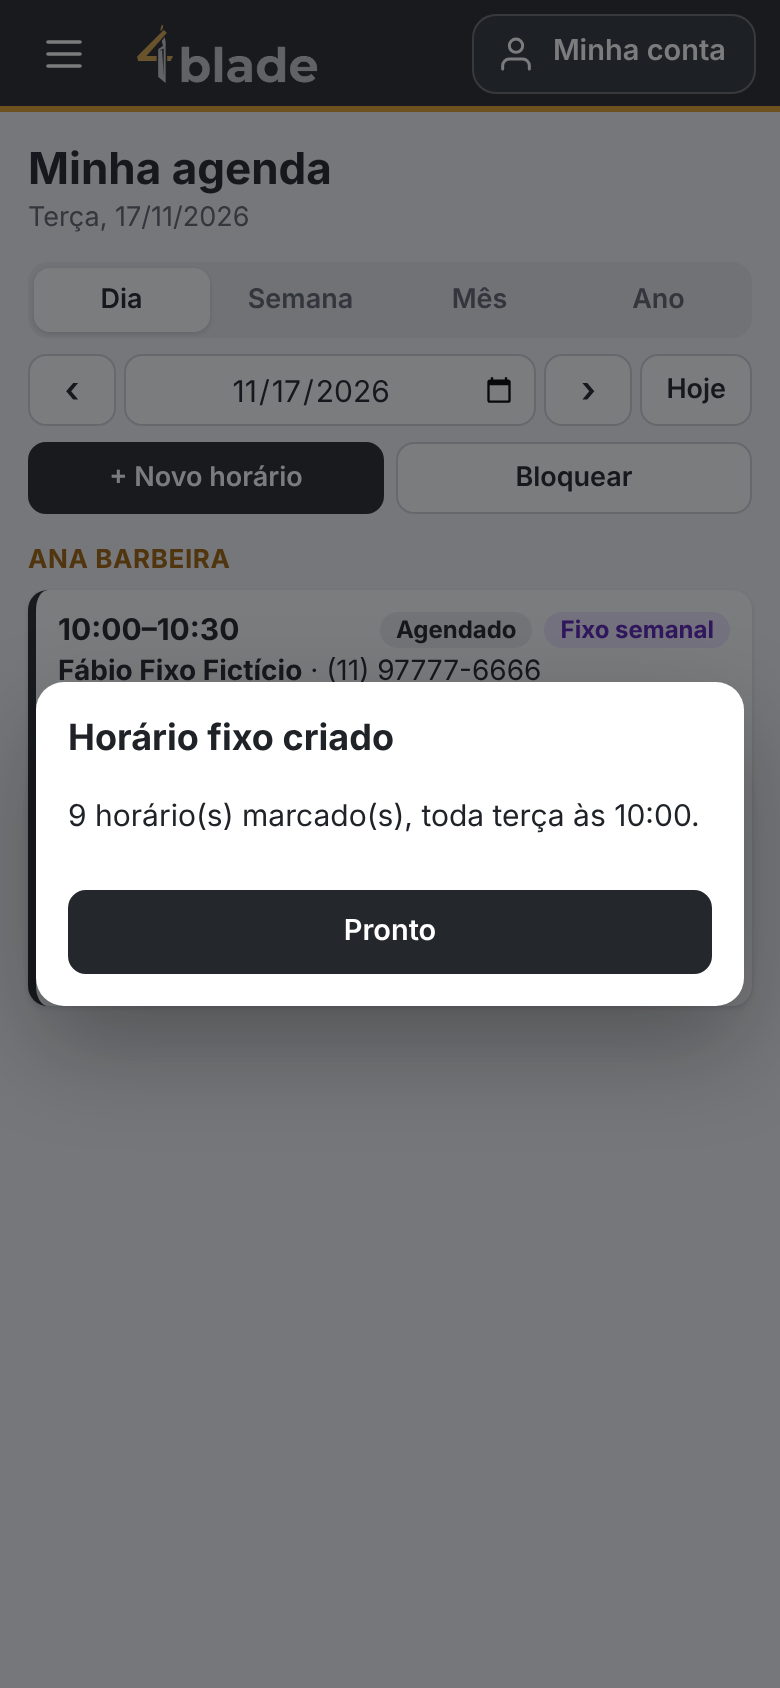 4blade
Minha conta
Minha agenda
Terça, 17/11/2026
Dia
Semana
Mês
Ano
‹
11/17/2026
›
Hoje
+ Novo horário
Bloquear
ANA BARBEIRA
10:00–10:30
Agendado
Fixo semanal
Fábio Fixo Fictício · (11) 97777-6666
Horário fixo criado
9 horário(s) marcado(s), toda terça às 10:00.
Pronto